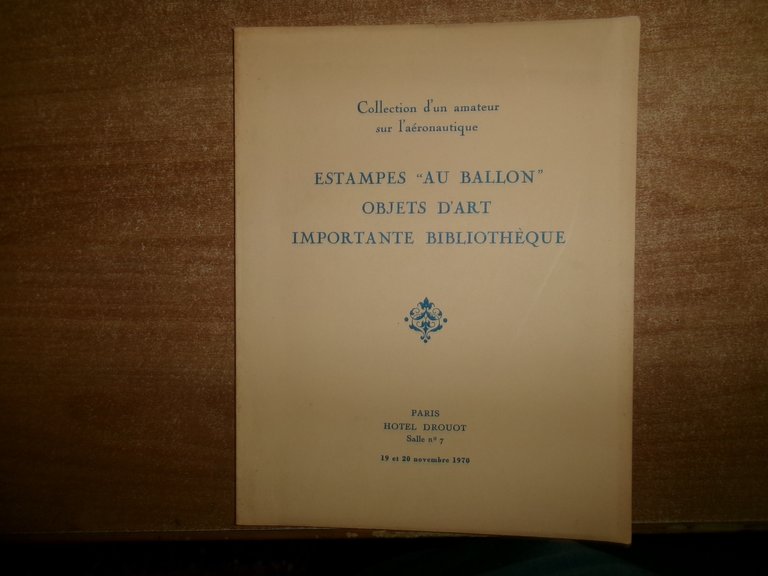 Collection d'un amateur
sur l'aéronautique
ESTAMPES “AU BALLON”
OBJETS D'ART
IMPORTANTE BIBLIOTHÈQUE
PARIS
HOTEL DROUOT
Salle nº 7
19 et 20 novembre 1970